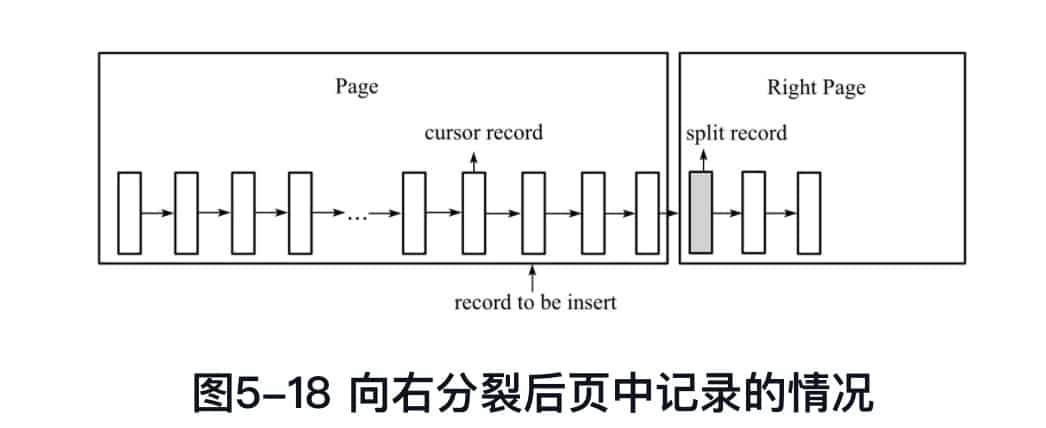 Page
Right Page
cursor record
split record
...
record to be insert
图5-18 向右分裂后页中记录的情况